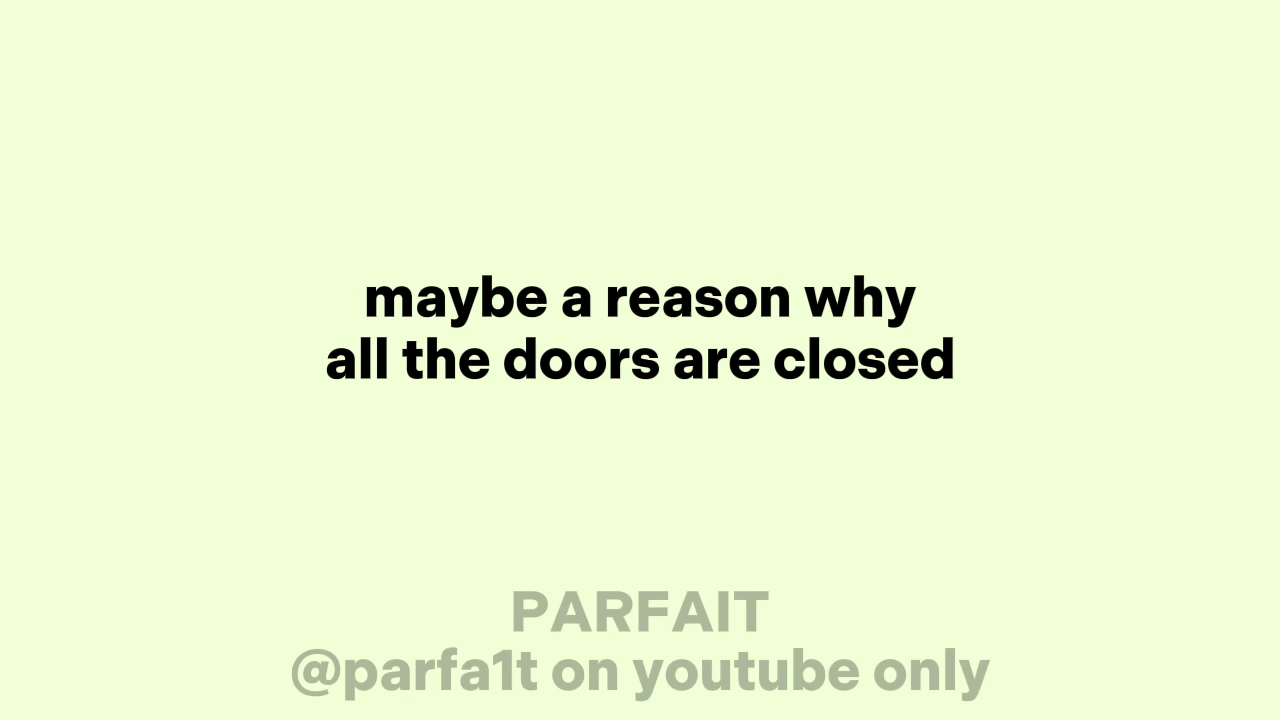 maybe a reason why
all the doors are closed
PARFAIT
@parfa1t on youtube only